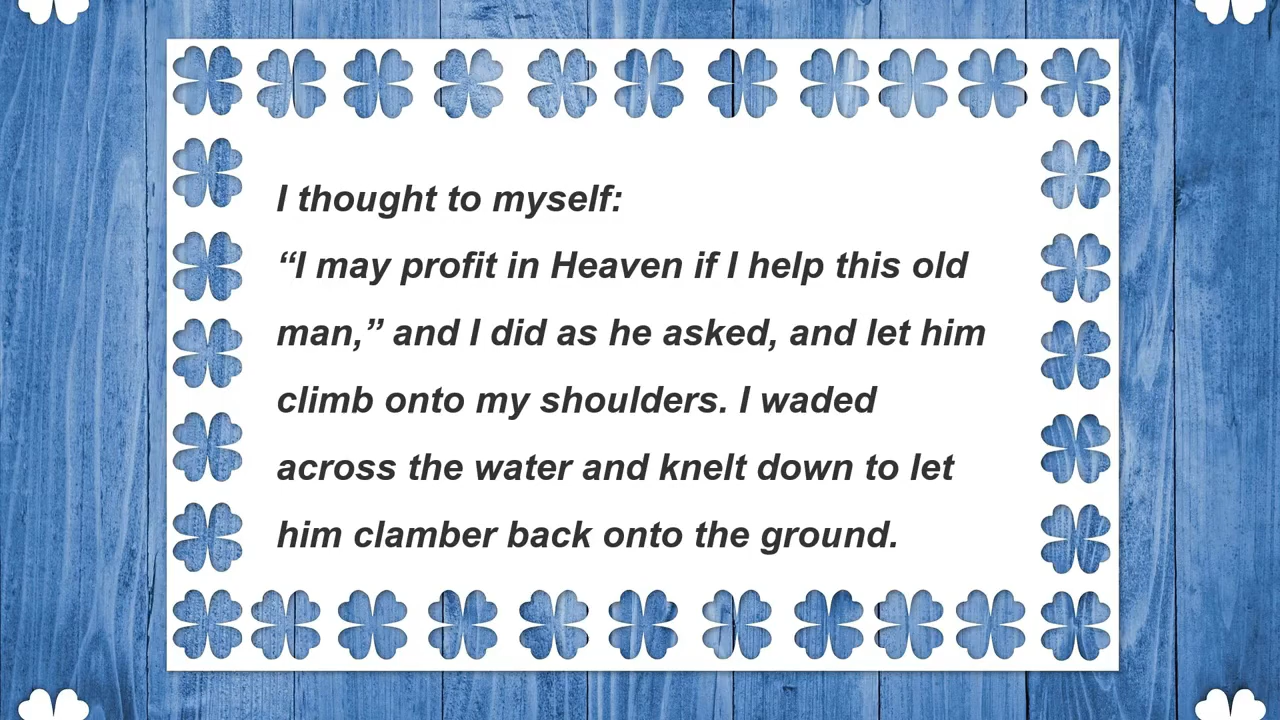 I thought to myself:
“I may profit in Heaven if I help this old
man,” and I did as he asked, and let him
climb onto my shoulders. I waded
across the water and knelt down to let
him clamber back onto the ground.